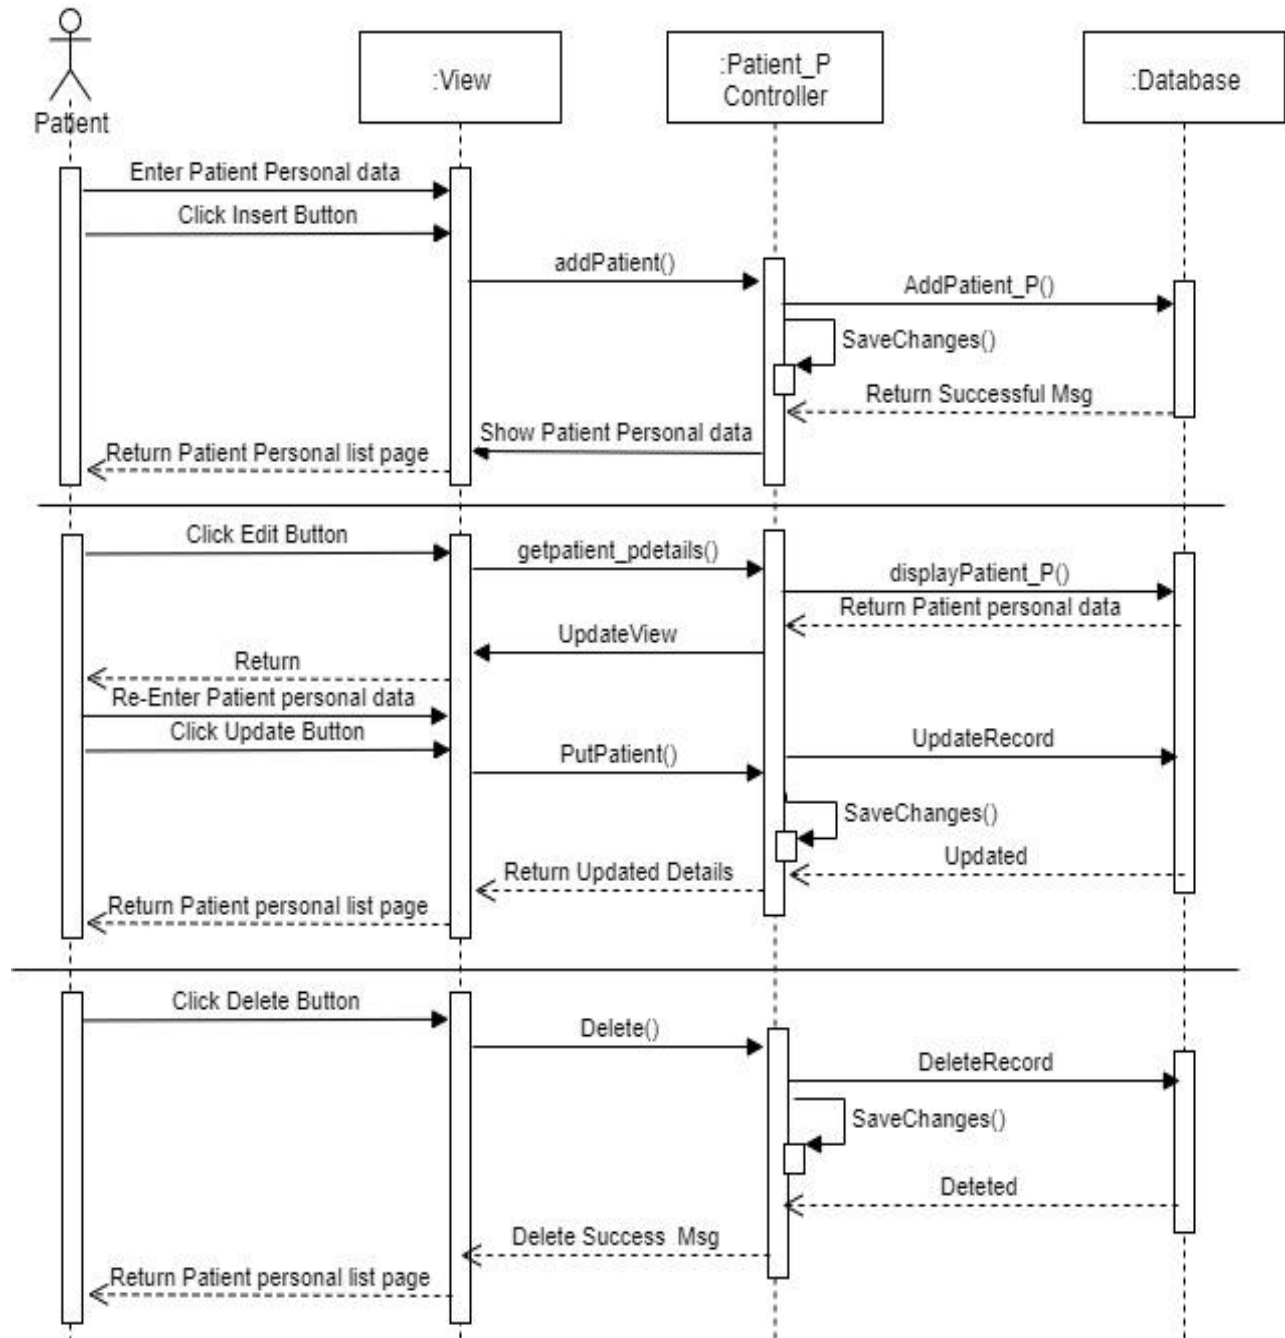 Patient
:View
:Patient_P
Controller
:Database
Enter Patient Personal data
Click Insert Button
addPatient()
AddPatient_P()
SaveChanges()
Return Successful Msg
Show Patient Personal data
Return Patient Personal list page
Click Edit Button
getpatient_pdetails()
displayPatient_P()
Return Patient personal data
UpdateView
Return
Re-Enter Patient personal data
Click Update Button
PutPatient()
UpdateRecord
SaveChanges()
Updated
Return Updated Details
Return Patient personal list page
Click Delete Button
Delete()
DeleteRecord
SaveChanges()
Deteted
Delete Success Msg
Return Patient personal list page